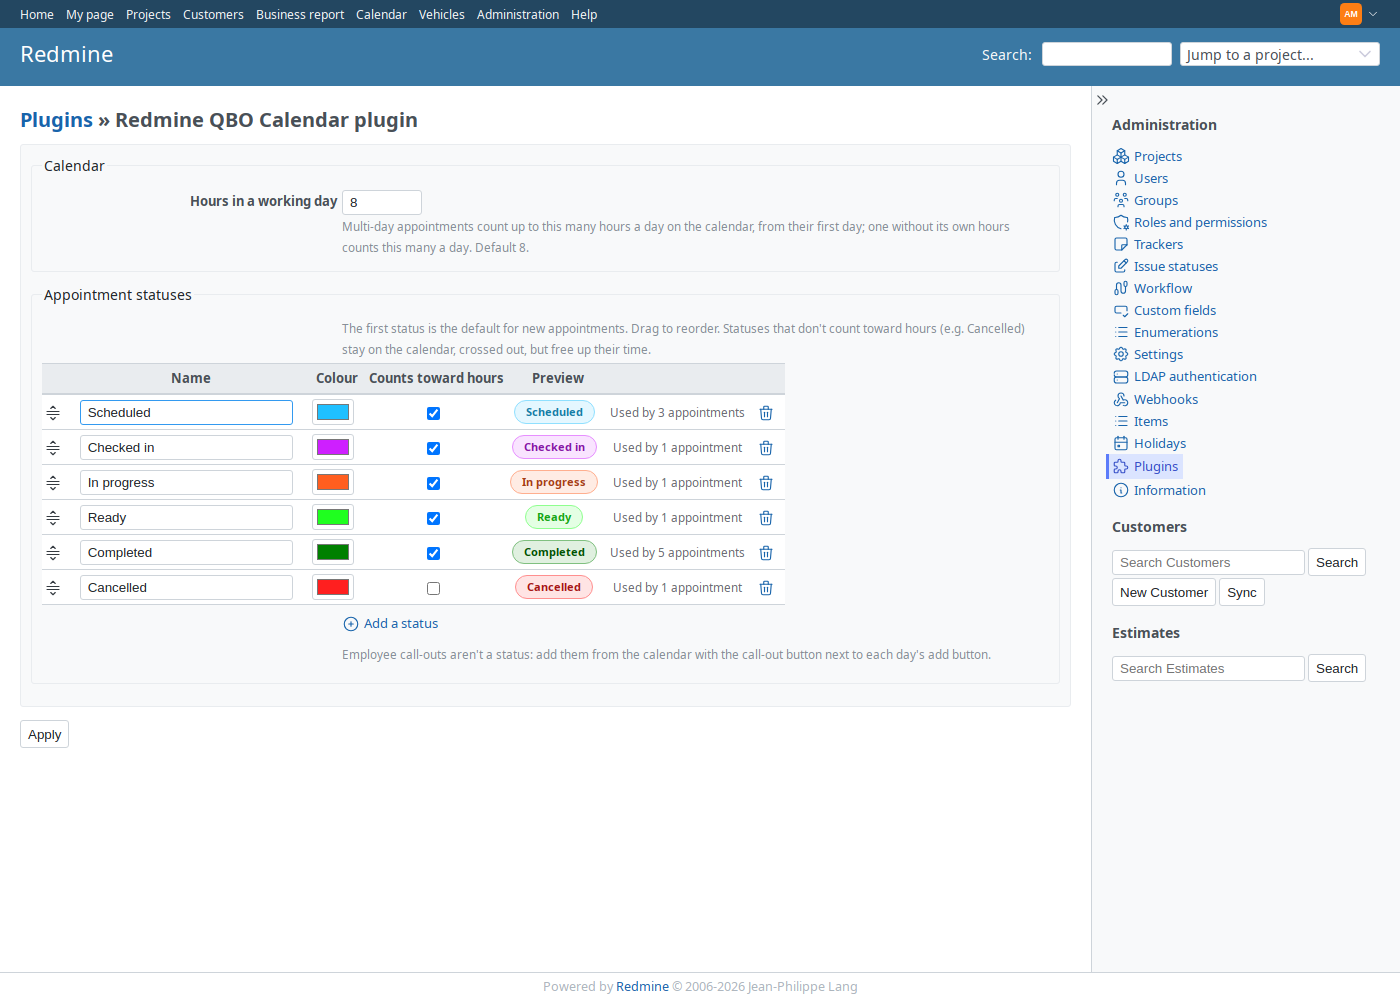 Home My page Projects Customers Business report Calendar Vehicles Administration Help AM
Redmine Search: Jump to a project...
Plugins » Redmine QBO Calendar plugin
Calendar
Hours in a working day 8
Multi-day appointments count up to this many hours a day on the calendar, from their first day; one without its own hours
counts this many a day. Default 8.
Appointment statuses
The first status is the default for new appointments. Drag to reorder. Statuses that don't count toward hours (e.g. Cancelled)
stay on the calendar, crossed out, but free up their time.
Name Colour Counts toward hours Preview
Scheduled Scheduled Used by 3 appointments
Checked in Checked in Used by 1 appointment
In progress In progress Used by 1 appointment
Ready Ready Used by 1 appointment
Completed Completed Used by 5 appointments
Cancelled Cancelled Used by 1 appointment
Add a status
Employee call-outs aren't a status: add them from the calendar with the call-out button next to each day's add button.
Apply
Administration
Projects
Users
Groups
Roles and permissions
Trackers
Issue statuses
Workflow
Custom fields
Enumerations
Settings
LDAP authentication
Webhooks
Items
Holidays
Plugins
Information
Customers
Search Customers Search
New Customer Sync
Estimates
Search Estimates Search
Powered by Redmine © 2006-2026 Jean-Philippe Lang